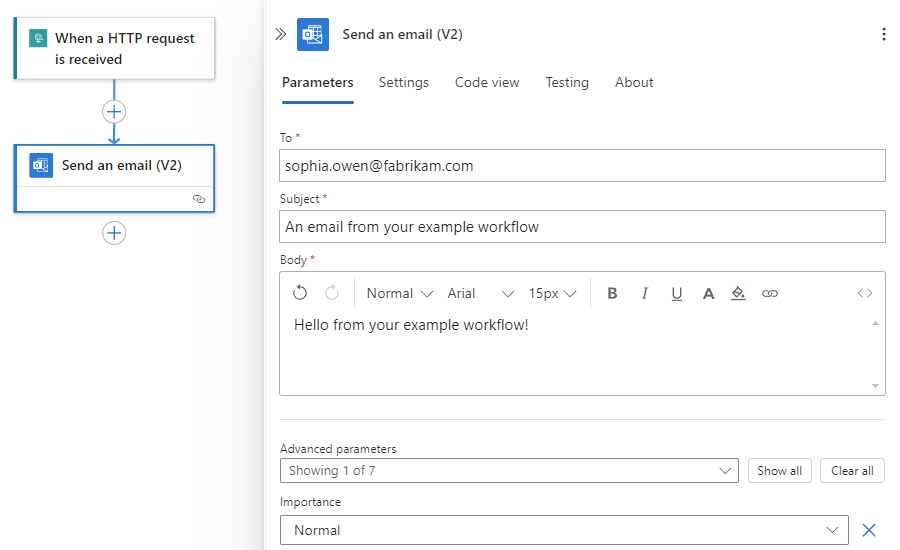 When a HTTP request
is received
Send an email (V2)
Send an email (V2)
Parameters
Settings
Code view
Testing
About
To *
sophia.owen@fabrikam.com
Subject *
An email from your example workflow
Body *
Normal
Arial
15px
B
I
U
A
Hello from your example workflow!
Advanced parameters
Showing 1 of 7
Show all
Clear all
Importance
Normal